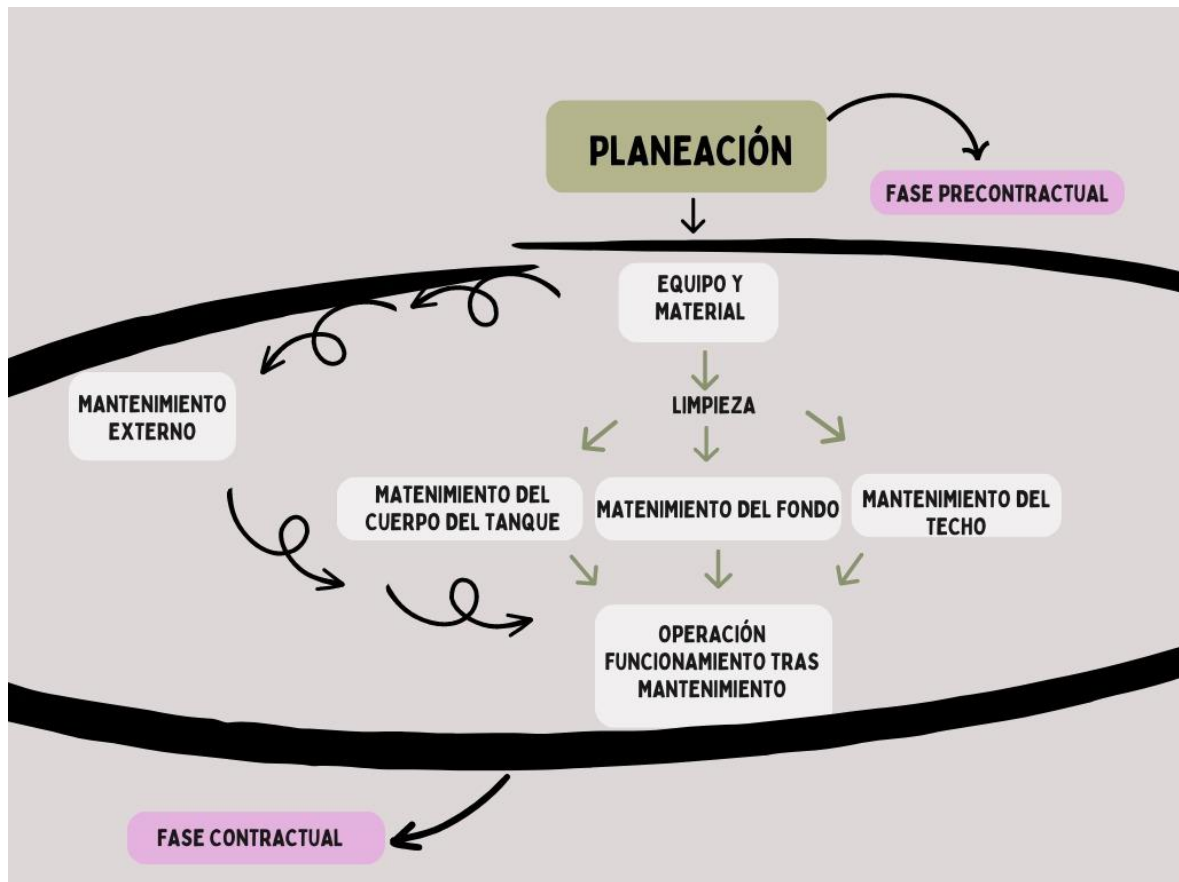 PLANEACIÓN
FASE PRECONTRACTUAL
EQUIPO Y
MATERIAL
LIMPIEZA
MANTENIMIENTO
EXTERNO
MATENIMIENTO DEL
CUERPO DEL TANQUE
MATENIMIENTO DEL FONDO
MANTENIMIENTO DEL
TECHO
OPERACIÓN
FUNCIONAMIENTO TRAS
MANTENIMIENTO
FASE CONTRACTUAL